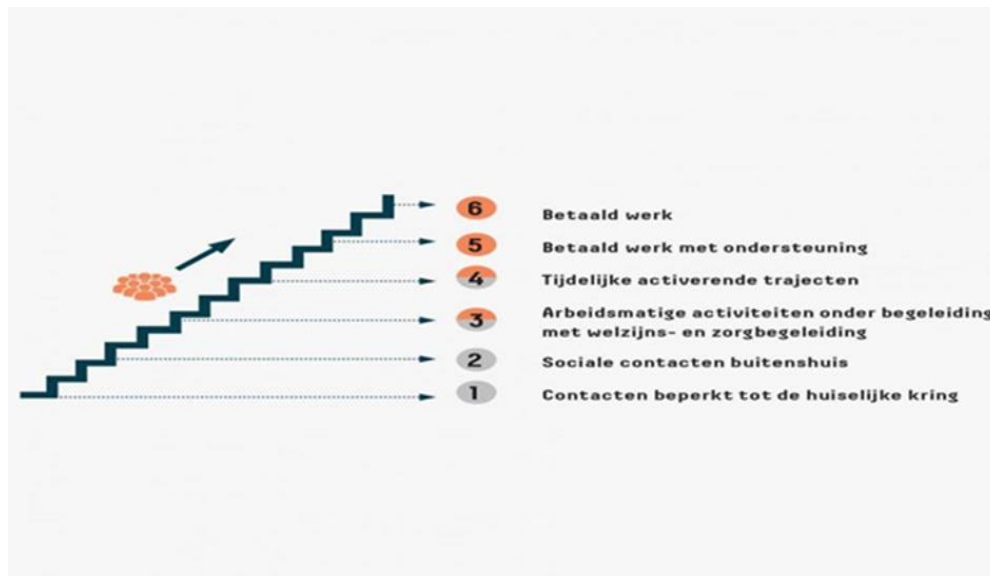 6 Betaald werk
5 Betaald werk met ondersteuning
4 Tijdelijke activerende trajecten
3 Arbeidsmatige activiteiten onder begeleiding
met welzijns- en zorgbegeleiding
2 Sociale contacten buitenshuis
1 Contacten beperkt tot de huiselijke kring